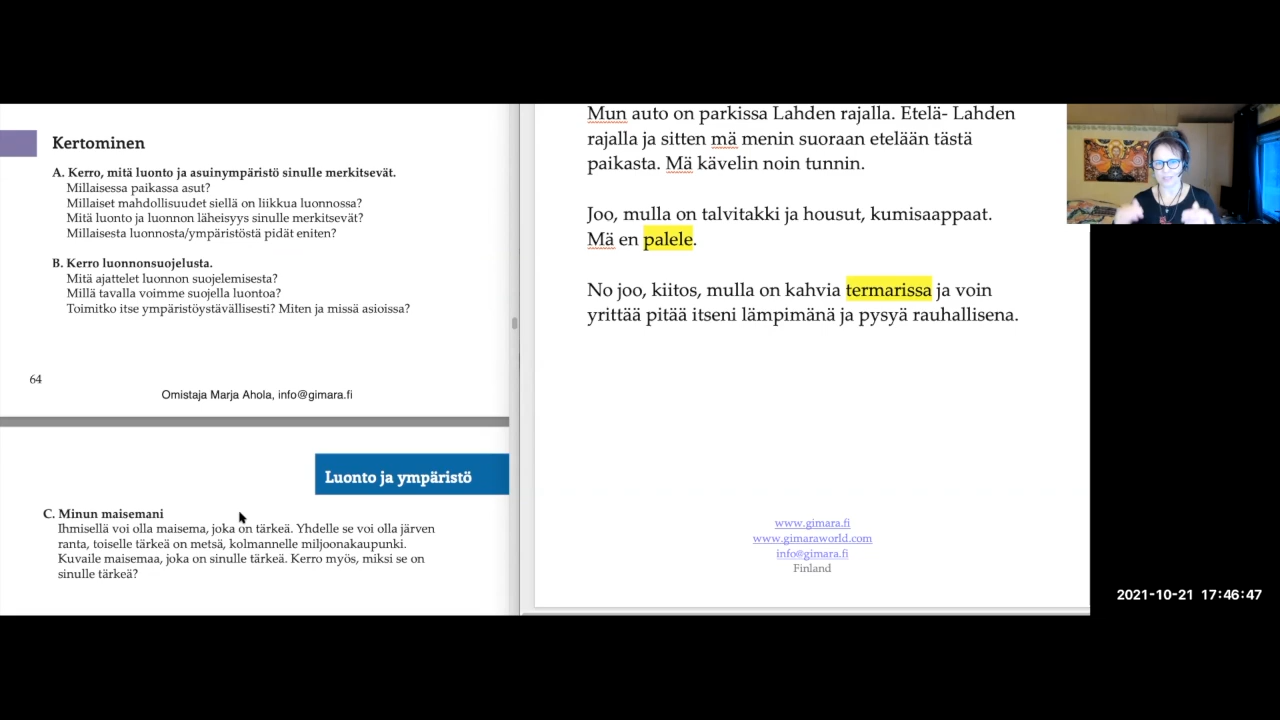 Kertominen
A. Kerro, mitä luonto ja asuinympäristö sinulle merkitsevät.
Millaisessa paikassa asut?
Millaiset mahdollisuudet siellä on liikkua luonnossa?
Mitä luonto ja luonnon läheisyys sinulle merkitsevät?
Millaisesta luonnosta/ympäristöstä pidät eniten?
B. Kerro luonnonsuojelusta.
Mitä ajattelet luonnon suojelemisesta?
Millä tavalla voimme suojella luontoa?
Toimitko itse ympäristöystävällisesti? Miten ja missä asioissa?
64
Omistaja Marja Ahola, info@gimara.fi
Luonto ja ympäristö
C. Minun maisemani
Ihmisellä voi olla maisema, joka on tärkeä. Yhdelle se voi olla järven
ranta, toiselle tärkeä on metsä, kolmannelle miljoonakaupunki.
Kuvaile maisemaa, joka on sinulle tärkeä. Kerro myös, miksi se on
sinulle tärkeä?
Mun auto on parkissa Lahden rajalla. Etelä- Lahden
rajalla ja sitten mä menin suoraan etelään tästä
paikasta. Mä kävelin noin tunnin.
Joo, mulla on talvitakki ja housut, kumisaappaat.
Mä en palele.
No joo, kiitos, mulla on kahvia termarissa ja voin
yrittää pitää itseni lämpimänä ja pysyä rauhallisena.
www.gimara.fi
www.gimaraworld.com
info@gimara.fi
Finland
2021-10-21 17:46:47